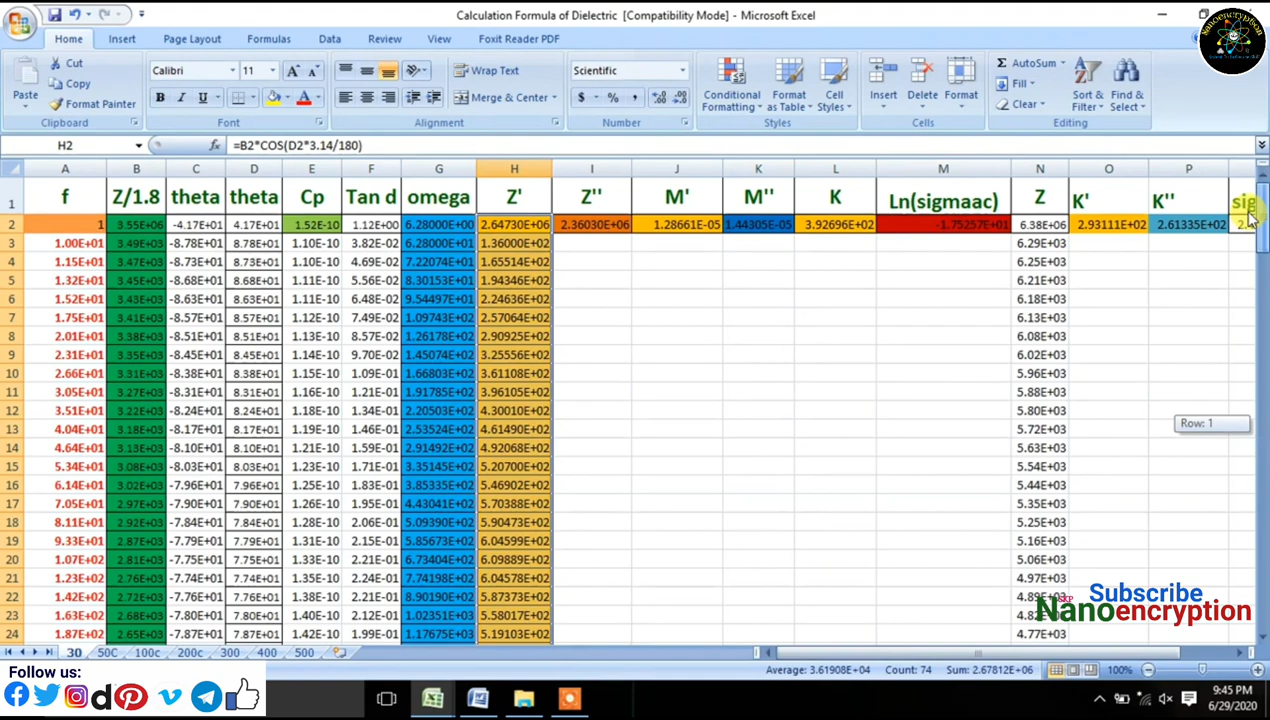 Calculation Formula of Dielectric [Compatibility Mode] - Microsoft Excel
Nanoencryption
Home Insert Page Layout Formulas Data Review View Foxit Reader PDF
Cut
Copy
Format Painter
Paste
Calibri 11
B I U
Wrap Text
Merge & Center
Scientific
$ % ,
Conditional Formatting
Format as Table
Cell Styles
Insert Delete Format
AutoSum
Fill
Clear
Sort & Filter
Find & Select
Clipboard Font Alignment Number Styles Cells Editing
H2 fx =B2*COS(D2*3.14/180)
A B C D E F G H I J K L M N O P
1 f Z/1.8 theta theta Cp Tan d omega Z' Z'' M' M'' K Ln(sigmaac) Z K' K'' sig
2 1 3.55E+06 -4.17E+01 4.17E+01 1.52E-10 1.12E+00 6.28000E+00 2.64730E+06 2.36030E+06 1.28661E-05 1.44305E-05 3.92696E+02 -1.75257E+01 6.38E+06 2.93111E+02 2.61335E+02
3 1.00E+01 3.49E+03 -8.78E+01 8.78E+01 1.10E-10 3.82E-02 6.28000E+01 1.36000E+02 6.29E+03
4 1.15E+01 3.47E+03 -8.73E+01 8.73E+01 1.10E-10 4.69E-02 7.22074E+01 1.65514E+02 6.25E+03
5 1.32E+01 3.45E+03 -8.68E+01 8.68E+01 1.11E-10 5.56E-02 8.30153E+01 1.94346E+02 6.21E+03
6 1.52E+01 3.43E+03 -8.63E+01 8.63E+01 1.11E-10 6.48E-02 9.54497E+01 2.24636E+02 6.18E+03
7 1.75E+01 3.41E+03 -8.57E+01 8.57E+01 1.12E-10 7.49E-02 1.09743E+02 2.57064E+02 6.13E+03
8 2.01E+01 3.38E+03 -8.51E+01 8.51E+01 1.13E-10 8.57E-02 1.26178E+02 2.90925E+02 6.08E+03
9 2.31E+01 3.35E+03 -8.45E+01 8.45E+01 1.14E-10 9.70E-02 1.45074E+02 3.25556E+02 6.02E+03
10 2.66E+01 3.31E+03 -8.38E+01 8.38E+01 1.15E-10 1.09E-01 1.66803E+02 3.61108E+02 5.96E+03
11 3.05E+01 3.27E+03 -8.31E+01 8.31E+01 1.16E-10 1.21E-01 1.91785E+02 3.96105E+02 5.88E+03
12 3.51E+01 3.22E+03 -8.24E+01 8.24E+01 1.18E-10 1.34E-01 2.20503E+02 4.30010E+02 5.80E+03
13 4.04E+01 3.18E+03 -8.17E+01 8.17E+01 1.19E-10 1.46E-01 2.53524E+02 4.61490E+02 5.72E+03 Row: 1
14 4.64E+01 3.13E+03 -8.10E+01 8.10E+01 1.21E-10 1.59E-01 2.91492E+02 4.92068E+02 5.63E+03
15 5.34E+01 3.08E+03 -8.03E+01 8.03E+01 1.23E-10 1.71E-01 3.35145E+02 5.20700E+02 5.54E+03
16 6.14E+01 3.02E+03 -7.96E+01 7.96E+01 1.25E-10 1.83E-01 3.85335E+02 5.46902E+02 5.44E+03
17 7.05E+01 2.97E+03 -7.90E+01 7.90E+01 1.26E-10 1.95E-01 4.43041E+02 5.70388E+02 5.35E+03
18 8.11E+01 2.92E+03 -7.84E+01 7.84E+01 1.28E-10 2.06E-01 5.09390E+02 5.90473E+02 5.25E+03
19 9.33E+01 2.87E+03 -7.79E+01 7.79E+01 1.31E-10 2.15E-01 5.85673E+02 6.04599E+02 5.16E+03
20 1.07E+02 2.81E+03 -7.75E+01 7.75E+01 1.33E-10 2.21E-01 6.73404E+02 6.09889E+02 5.06E+03
21 1.23E+02 2.76E+03 -7.74E+01 7.74E+01 1.35E-10 2.24E-01 7.74198E+02 6.04578E+02 4.97E+03
22 1.42E+02 2.72E+03 -7.76E+01 7.76E+01 1.38E-10 2.21E-01 8.90190E+02 5.87373E+02
23 1.63E+02 2.68E+03 -7.80E+01 7.80E+01 1.40E-10 2.12E-01 1.02351E+03 5.58017E+02
24 1.87E+02 2.65E+03 -7.87E+01 7.87E+01 1.42E-10 1.99E-01 1.17675E+03 5.19103E+02 4.77E+03
Subscribe
SKP
Nanoencryption
30 50C 100c 200c 300 400 500
Average: 3.61908E+04 Count: 74 Sum: 2.67812E+06 100%
Follow us:
9:45 PM
6/29/2020